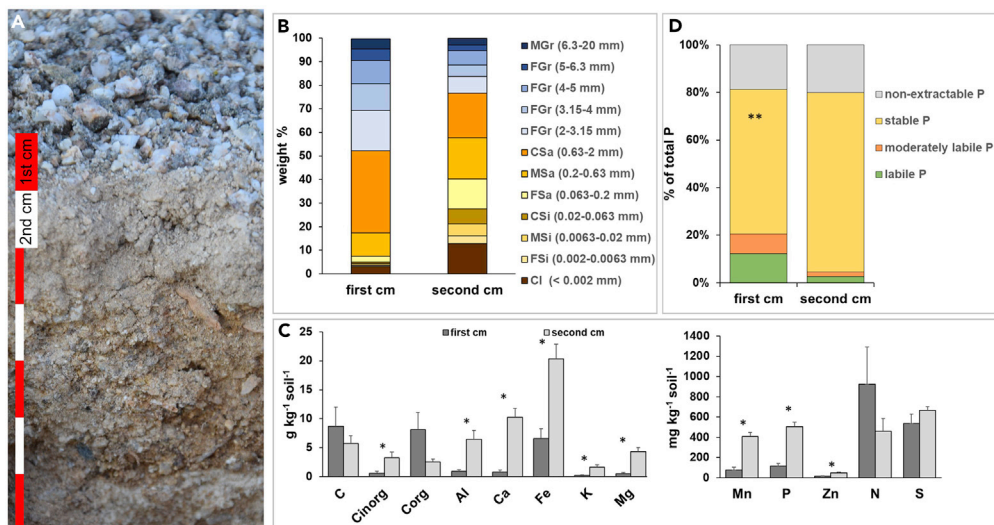 A
1st cm
2nd cm
B
weight %
100
90
80
70
60
50
40
30
20
10
0
first cm
second cm
MGr (6.3-20 mm)
FGr (5-6.3 mm)
FGr (4-5 mm)
FGr (3.15-4 mm)
FGr (2-3.15 mm)
CSa (0.63-2 mm)
MSa (0.2-0.63 mm)
FSa (0.063-0.2 mm)
CSi (0.02-0.063 mm)
MSi (0.0063-0.02 mm)
FSi (0.002-0.0063 mm)
Cl (< 0.002 mm)
D
% of total P
100%
80%
60%
40%
20%
0%
**
first cm
second cm
non-extractable P
stable P
moderately labile P
labile P
C
first cm
second cm
g kg⁻¹ soil⁻¹
25
20
15
10
5
0
* * * * * *
C Cinorg Corg Al Ca Fe K Mg
mg kg⁻¹ soil⁻¹
1400
1200
1000
800
600
400
200
0
* * *
Mn P Zn N S